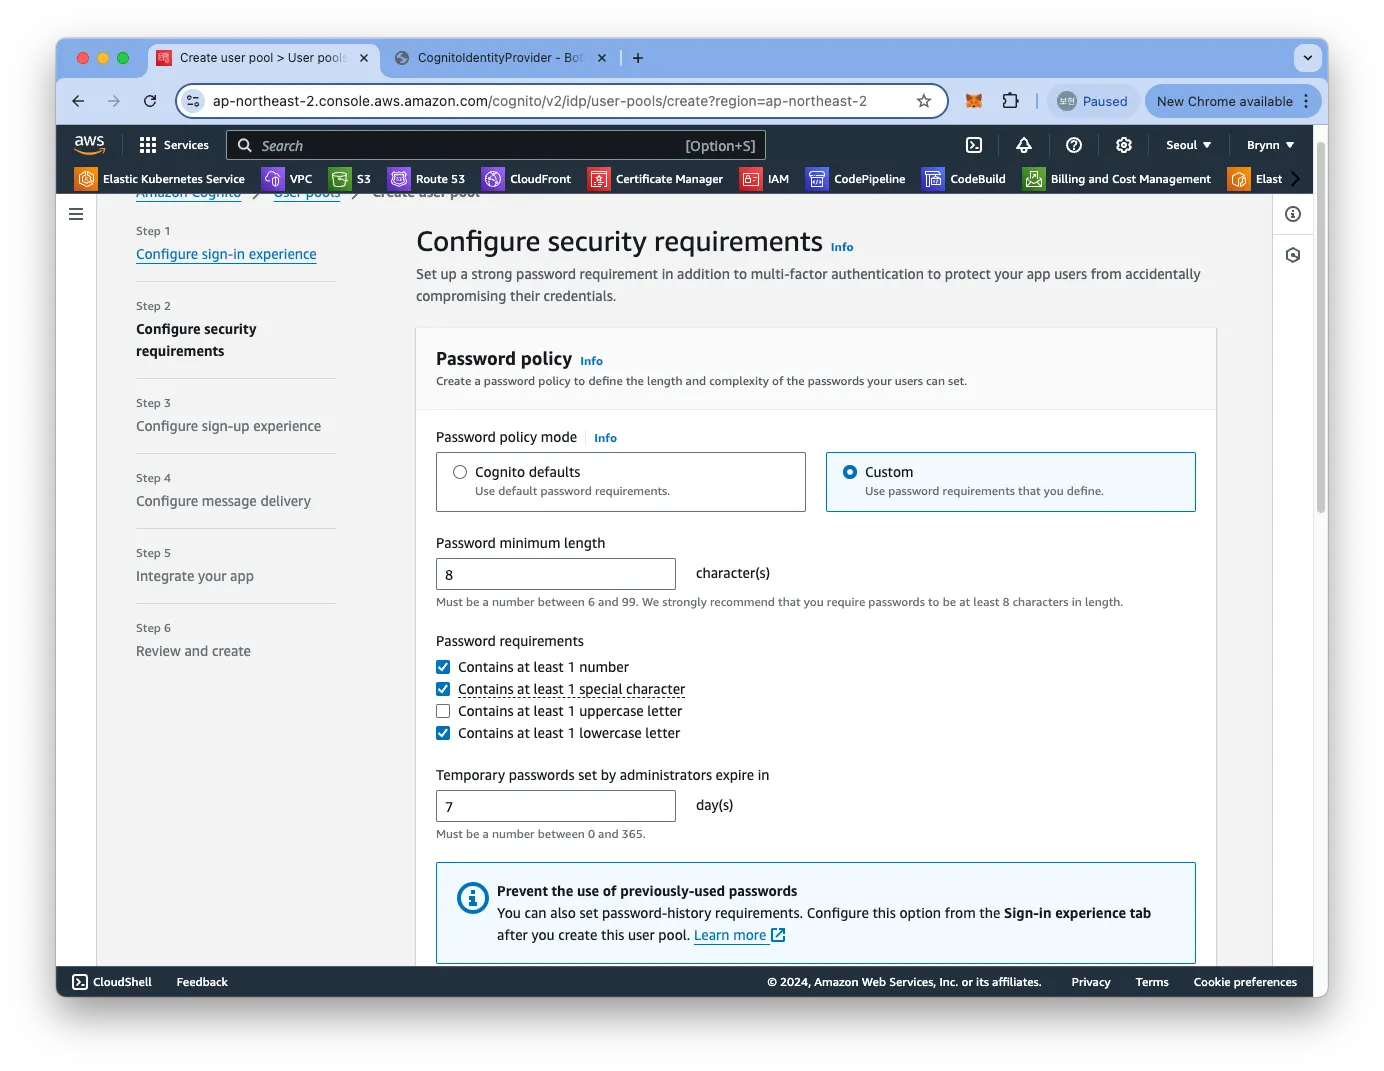 Create user pool > User pools
CognitoIdentityProvider - Bot
ap-northeast-2.console.aws.amazon.com/cognito/v2/idp/user-pools/create?region=ap-northeast-2
보현
Paused
New Chrome available
aws
Services
Search
[Option+S]
Seoul
Brynn
Elastic Kubernetes Service
VPC
S3
Route 53
CloudFront
Certificate Manager
IAM
CodePipeline
CodeBuild
Billing and Cost Management
Elast
Amazon Cognito
User pools
Create user pool
Step 1
Configure sign-in experience
Step 2
Configure security
requirements
Step 3
Configure sign-up experience
Step 4
Configure message delivery
Step 5
Integrate your app
Step 6
Review and create
Configure security requirements Info
Set up a strong password requirement in addition to multi-factor authentication to protect your app users from accidentally
compromising their credentials.
Password policy Info
Create a password policy to define the length and complexity of the passwords your users can set.
Password policy mode Info
Cognito defaults
Use default password requirements.
Custom
Use password requirements that you define.
Password minimum length
8
character(s)
Must be a number between 6 and 99. We strongly recommend that you require passwords to be at least 8 characters in length.
Password requirements
Contains at least 1 number
Contains at least 1 special character
Contains at least 1 uppercase letter
Contains at least 1 lowercase letter
Temporary passwords set by administrators expire in
7
day(s)
Must be a number between 0 and 365.
Prevent the use of previously-used passwords
You can also set password-history requirements. Configure this option from the Sign-in experience tab
after you create this user pool. Learn more
CloudShell
Feedback
© 2024, Amazon Web Services, Inc. or its affiliates.
Privacy
Terms
Cookie preferences